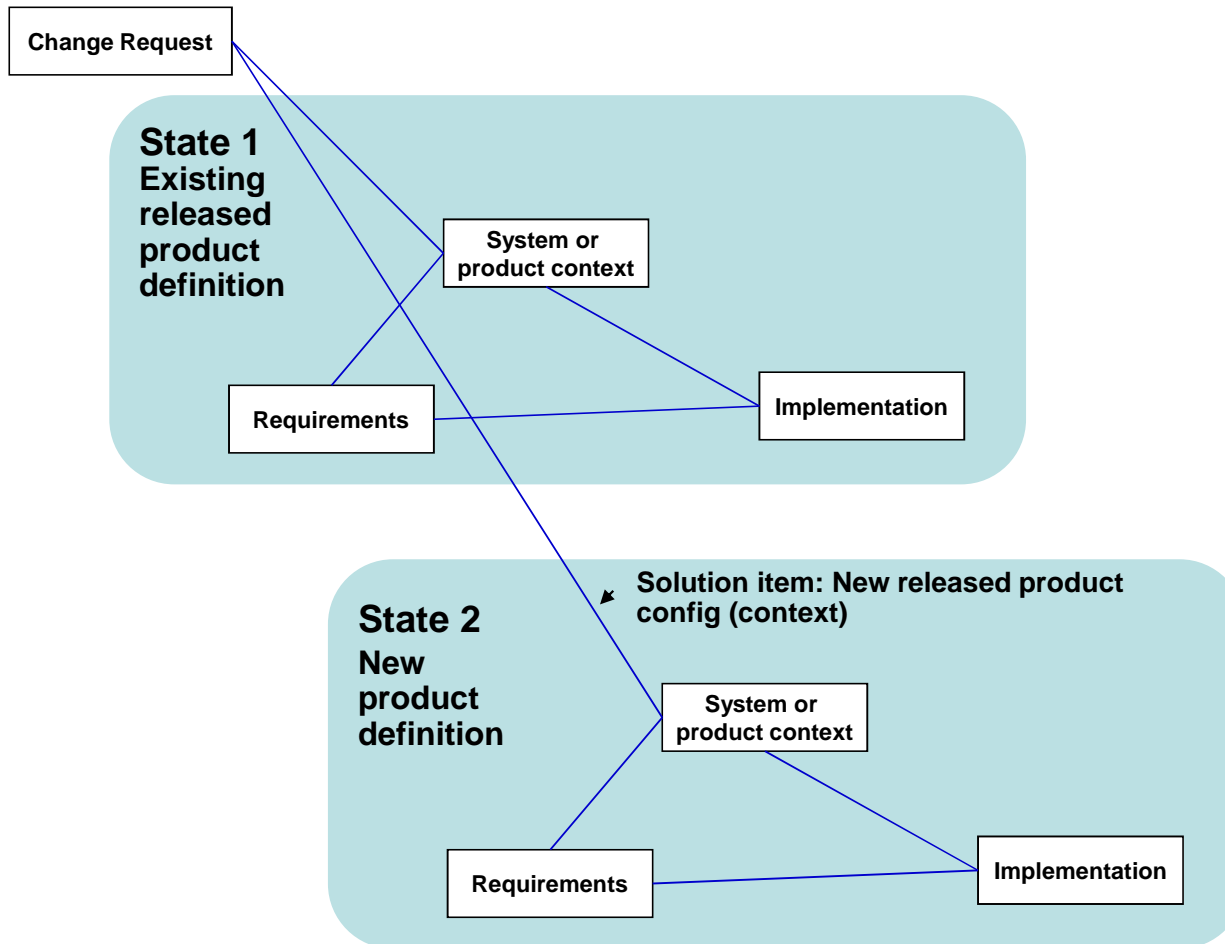 Change Request
State 1
Existing
released
product
definition
System or
product context
Requirements
Implementation
Solution item: New released product
config (context)
State 2
New
product
definition
System or
product context
Requirements
Implementation